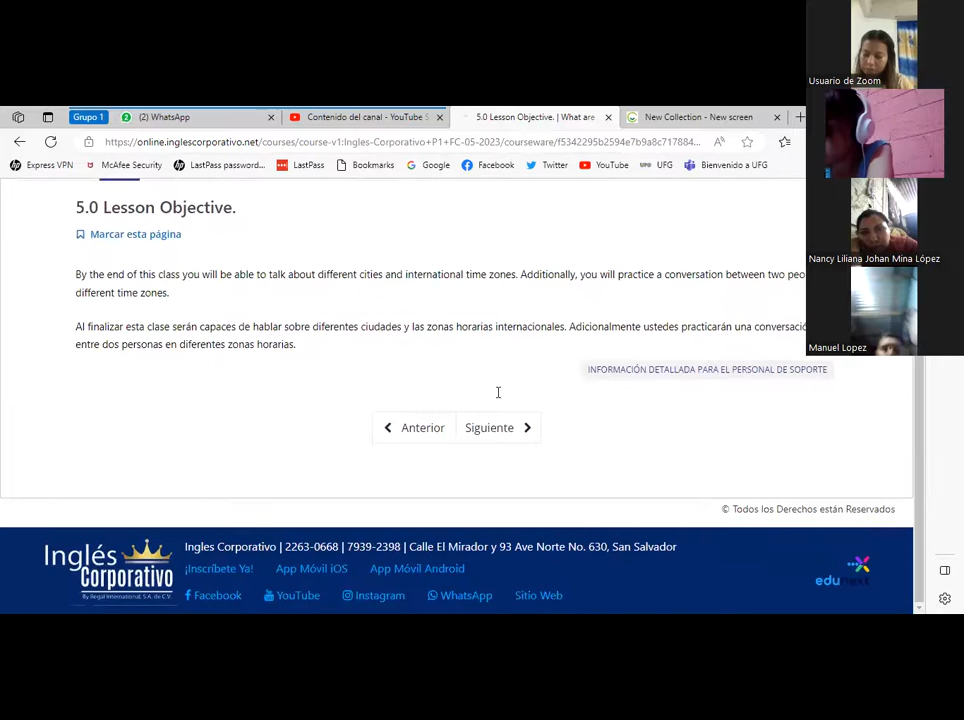 Usuario de Zoom
Grupo 1
2 (2) WhatsApp
Contenido del canal - YouTube S
5.0 Lesson Objective. | What are
New Collection - New screen
https://online.inglescorporativo.net/courses/course-v1:Ingles-Corporativo+P1+FC-05-2023/courseware/f5342295b2594e7b9a8c717884...
Express VPN
McAfee Security
LastPass password...
LastPass
Bookmarks
Google
Facebook
Twitter
YouTube
UFG
Bienvenido a UFG
5.0 Lesson Objective.
Marcar esta página
Nancy Liliana Johan Mina López
By the end of this class you will be able to talk about different cities and international time zones. Additionally, you will practice a conversation between two peo
different time zones.
Al finalizar esta clase serán capaces de hablar sobre diferentes ciudades y las zonas horarias internacionales. Adicionalmente ustedes practicarán una conversació
entre dos personas en diferentes zonas horarias.
Manuel Lopez
INFORMACIÓN DETALLADA PARA EL PERSONAL DE SOPORTE
Anterior
Siguiente
© Todos los Derechos están Reservados
Inglés
Corporativo
By Regal International, S.A. de C.V.
Ingles Corporativo | 2263-0668 | 7939-2398 | Calle El Mirador y 93 Ave Norte No. 630, San Salvador
¡Inscríbete Ya!
App Móvil iOS
App Móvil Android
Facebook
YouTube
Instagram
WhatsApp
Sitio Web
edunext